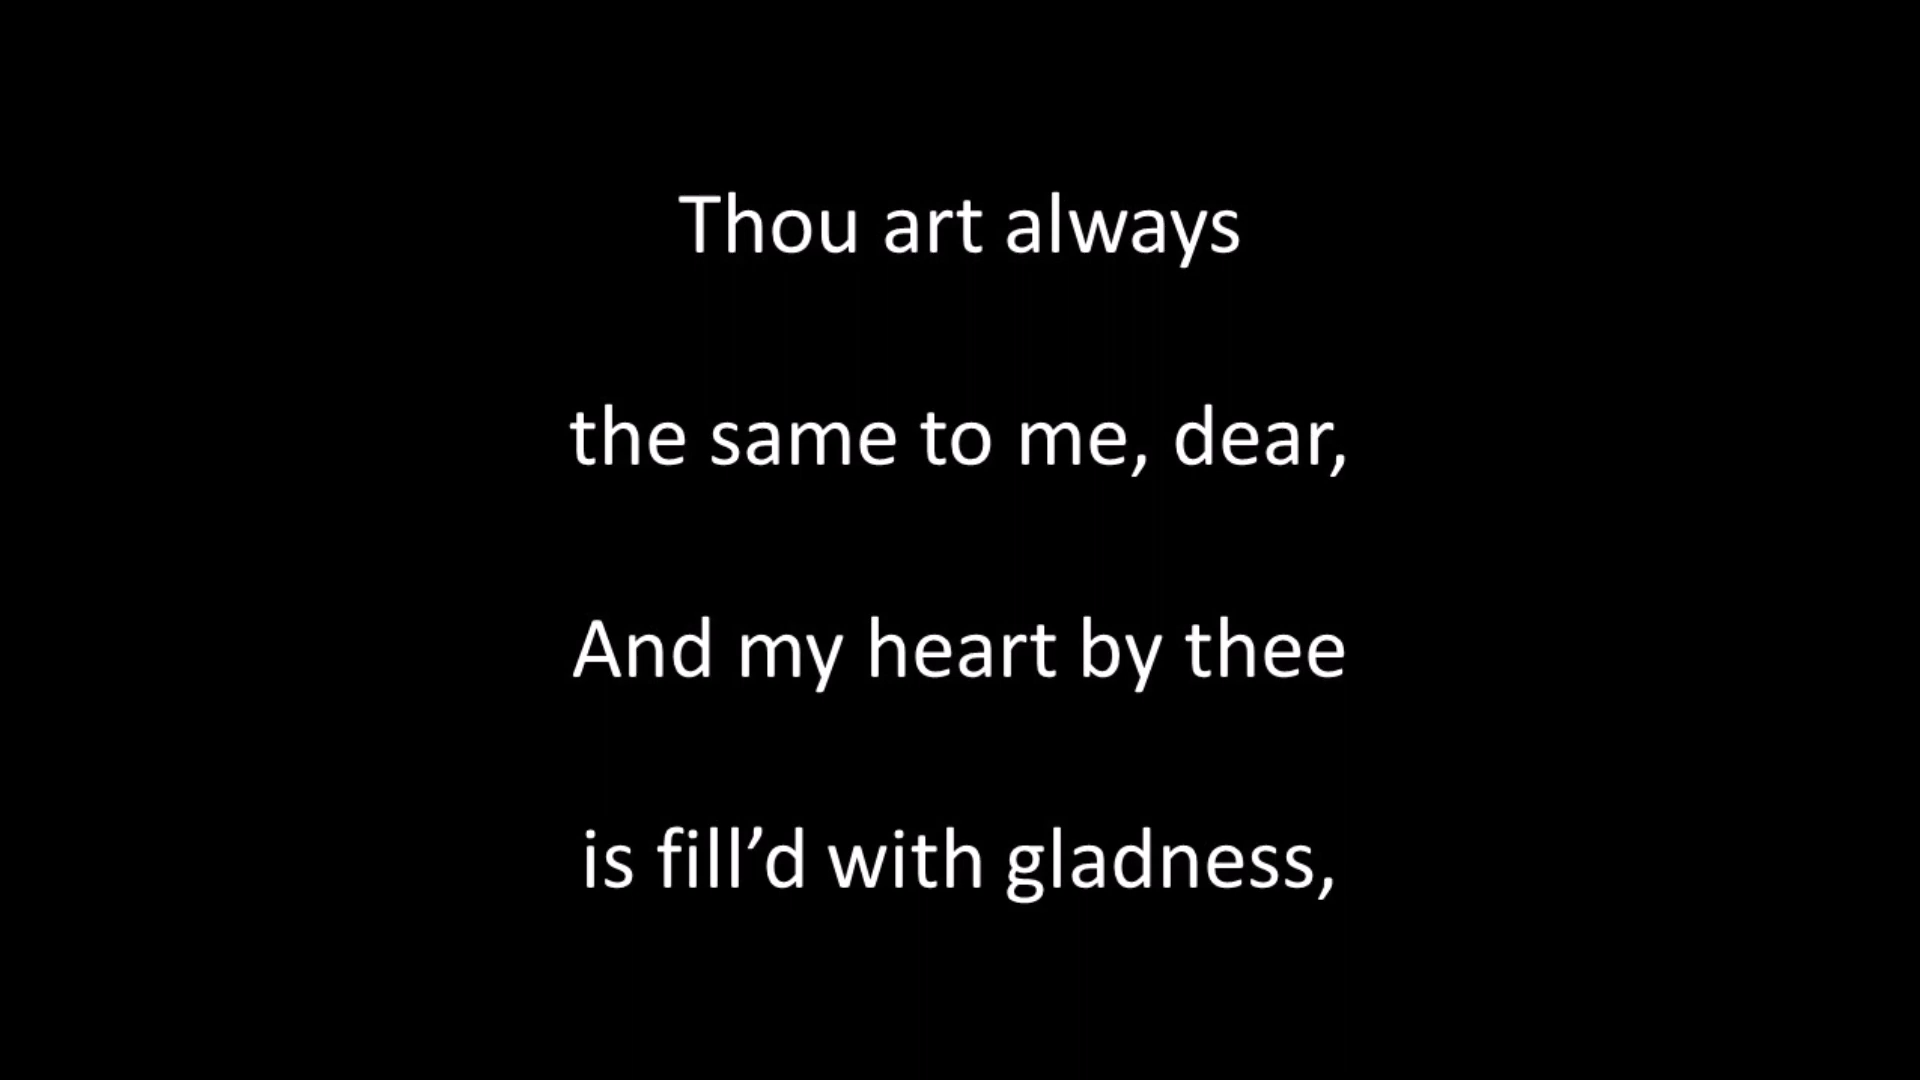 Thou art always
the same to me, dear,
And my heart by thee
is fill’d with gladness,